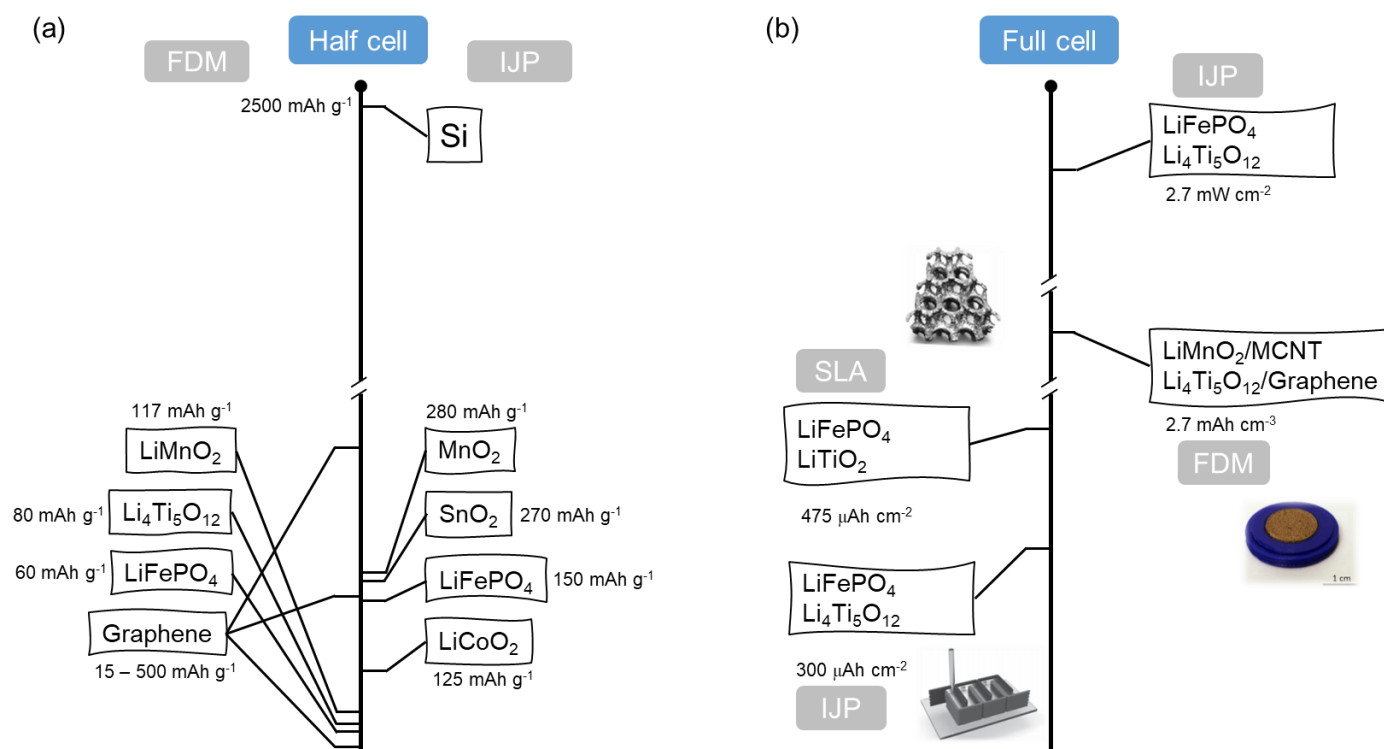 (a)
Half cell
FDM
IJP
2500 mAh g⁻¹
Si
117 mAh g⁻¹
LiMnO₂
80 mAh g⁻¹
Li₄Ti₅O₁₂
60 mAh g⁻¹
LiFePO₄
Graphene
15 – 500 mAh g⁻¹
280 mAh g⁻¹
MnO₂
SnO₂
270 mAh g⁻¹
LiFePO₄
150 mAh g⁻¹
LiCoO₂
125 mAh g⁻¹
(b)
Full cell
IJP
LiFePO₄
Li₄Ti₅O₁₂
2.7 mW cm⁻²
LiMnO₂/MCNT
Li₄Ti₅O₁₂/Graphene
2.7 mAh cm⁻³
FDM
1 cm
SLA
LiFePO₄
LiTiO₂
475 µAh cm⁻²
LiFePO₄
Li₄Ti₅O₁₂
300 µAh cm⁻²
IJP